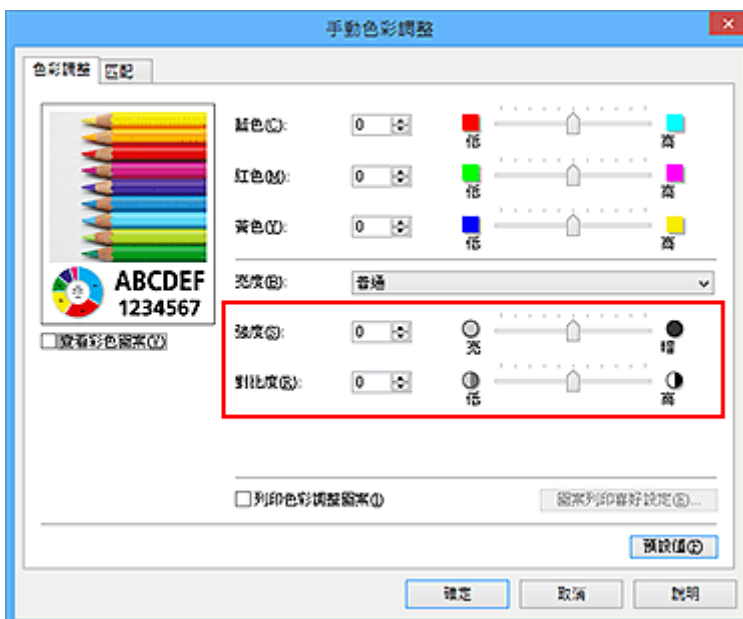 手動色彩調整
色彩調整 匹配
藍色(C): 0 低 高
紅色(M): 0 低 高
黃色(Y): 0 低 高
ABCDEF
1234567
亮度(B): 普通
查看彩色圖案(V)
強度(S): 0 亮 暗
對比度(R): 0 低 高
列印色彩調整圖案(I) 圖案列印喜好設定(E)...
預設值(F)
確定 取消 說明